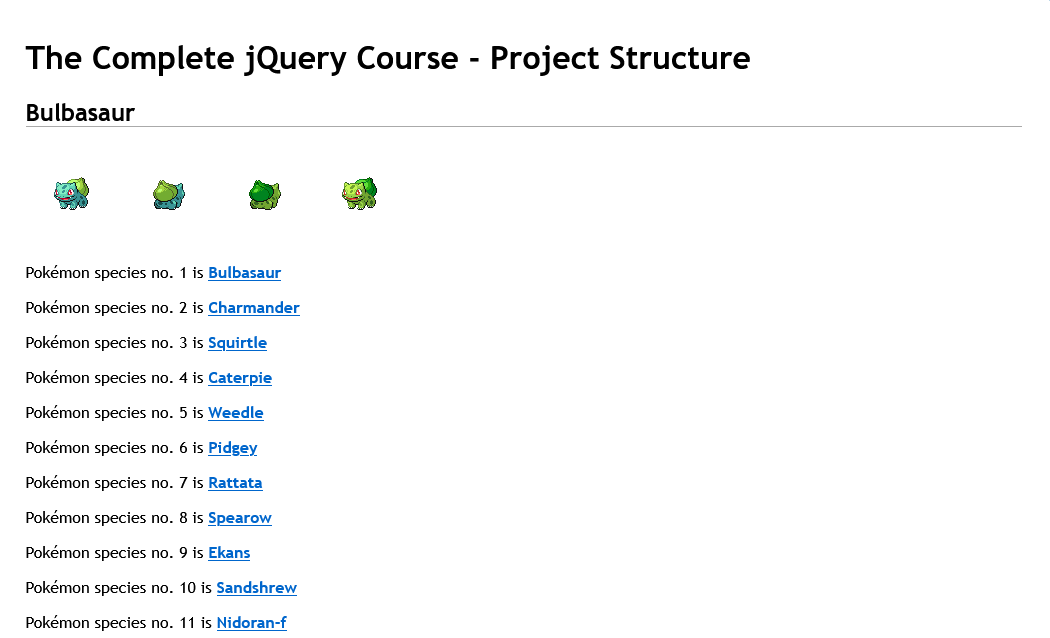 The Complete jQuery Course - Project Structure
Bulbasaur
Pokémon species no. 1 is Bulbasaur
Pokémon species no. 2 is Charmander
Pokémon species no. 3 is Squirtle
Pokémon species no. 4 is Caterpie
Pokémon species no. 5 is Weedle
Pokémon species no. 6 is Pidgey
Pokémon species no. 7 is Rattata
Pokémon species no. 8 is Spearow
Pokémon species no. 9 is Ekans
Pokémon species no. 10 is Sandshrew
Pokémon species no. 11 is Nidoran-f